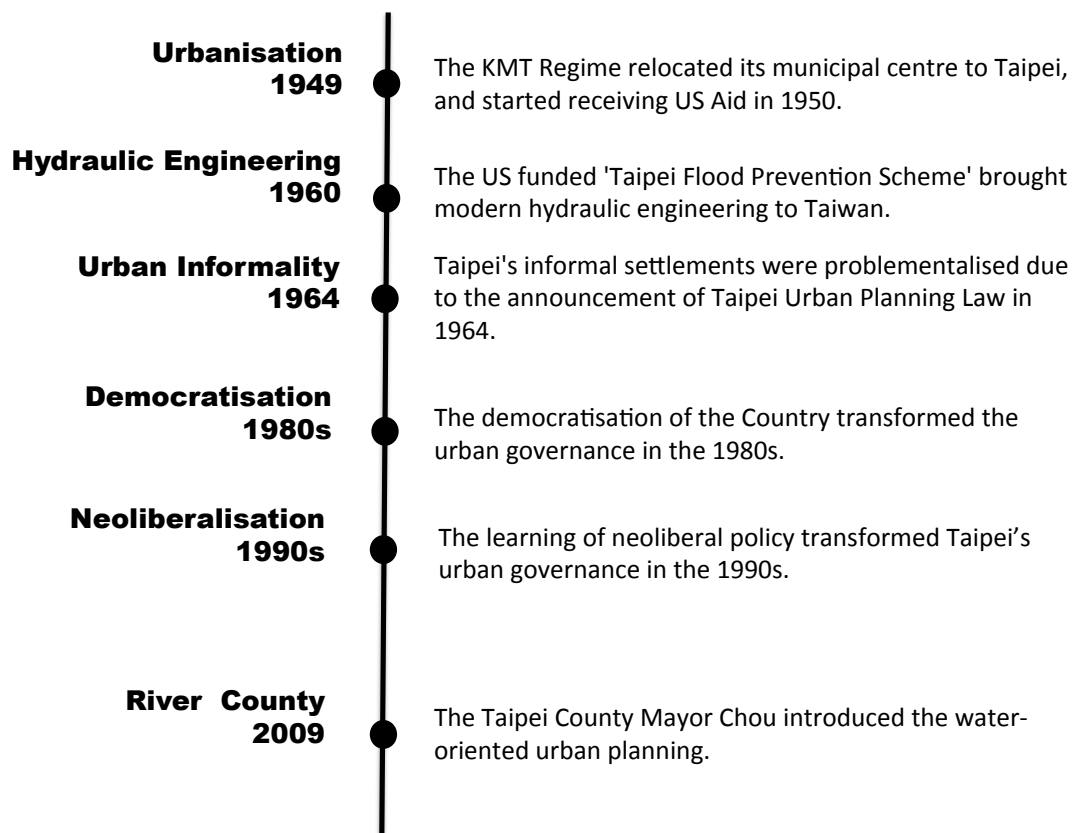 Urbanisation
1949
The KMT Regime relocated its municipal centre to Taipei,
and started receiving US Aid in 1950.
Hydraulic Engineering
1960
The US funded 'Taipei Flood Prevention Scheme' brought
modern hydraulic engineering to Taiwan.
Urban Informality
1964
Taipei's informal settlements were problementalised due
to the announcement of Taipei Urban Planning Law in
1964.
Democratisation
1980s
The democratisation of the Country transformed the
urban governance in the 1980s.
Neoliberalisation
1990s
The learning of neoliberal policy transformed Taipei’s
urban governance in the 1990s.
River  County
2009
The Taipei County Mayor Chou introduced the water-
oriented urban planning.